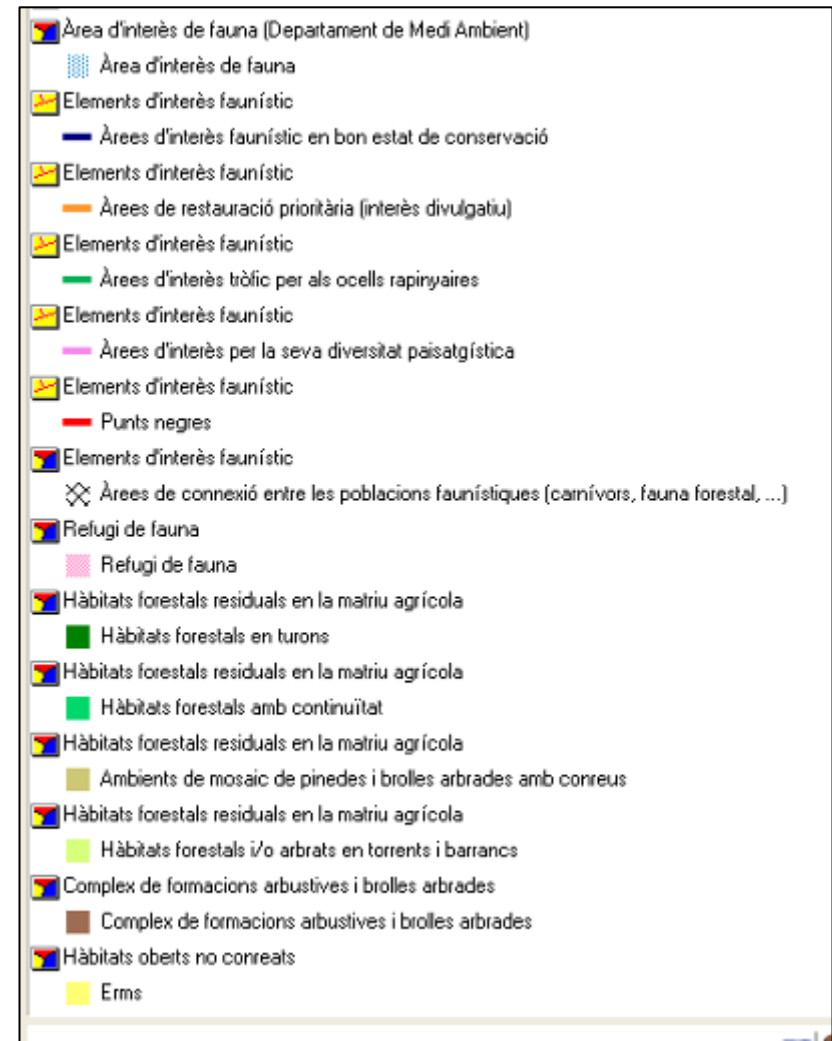 Àrea d'interès de fauna (Departament de Medi Ambient)
Àrea d'interès de fauna
Elements d'interès faunístic
Àrees d'interès faunístic en bon estat de conservació
Elements d'interès faunístic
Àrees de restauració prioritària (interès divulgatiu)
Elements d'interès faunístic
Àrees d'interès tròfic per als ocells rapinyaires
Elements d'interès faunístic
Àrees d'interès per la seva diversitat paisatgística
Elements d'interès faunístic
Punts negres
Elements d'interès faunístic
Àrees de connexió entre les poblacions faunístiques (carnívors, fauna forestal, ...)
Refugi de fauna
Refugi de fauna
Hàbitats forestals residuals en la matriu agrícola
Hàbitats forestals en turons
Hàbitats forestals residuals en la matriu agrícola
Hàbitats forestals amb continuïtat
Hàbitats forestals residuals en la matriu agrícola
Ambients de mosaic de pinedes i brolles arbrades amb conreus
Hàbitats forestals residuals en la matriu agrícola
Hàbitats forestals i/o arbrats en torrents i barrancs
Complex de formacions arbustives i brolles arbrades
Complex de formacions arbustives i brolles arbrades
Hàbitats oberts no conreats
Erms